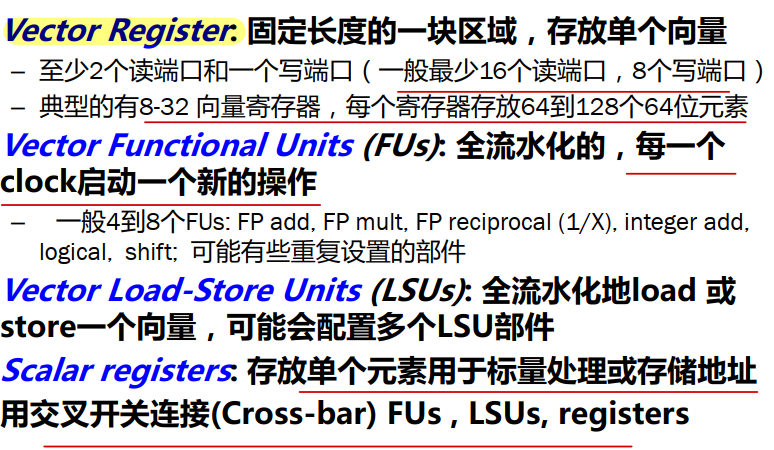 Vector Register: 固定长度的一块区域，存放单个向量
– 至少2个读端口和一个写端口（一般最少16个读端口，8个写端口）
– 典型的有8-32 向量寄存器，每个寄存器存放64到128个64位元素
Vector Functional Units (FUs): 全流水化的，每一个
clock启动一个新的操作
– 一般4到8个FUs: FP add, FP mult, FP reciprocal (1/X), integer add,
logical, shift; 可能有些重复设置的部件
Vector Load-Store Units (LSUs): 全流水化地load 或
store一个向量，可能会配置多个LSU部件
Scalar registers: 存放单个元素用于标量处理或存储地址
用交叉开关连接(Cross-bar) FUs , LSUs, registers